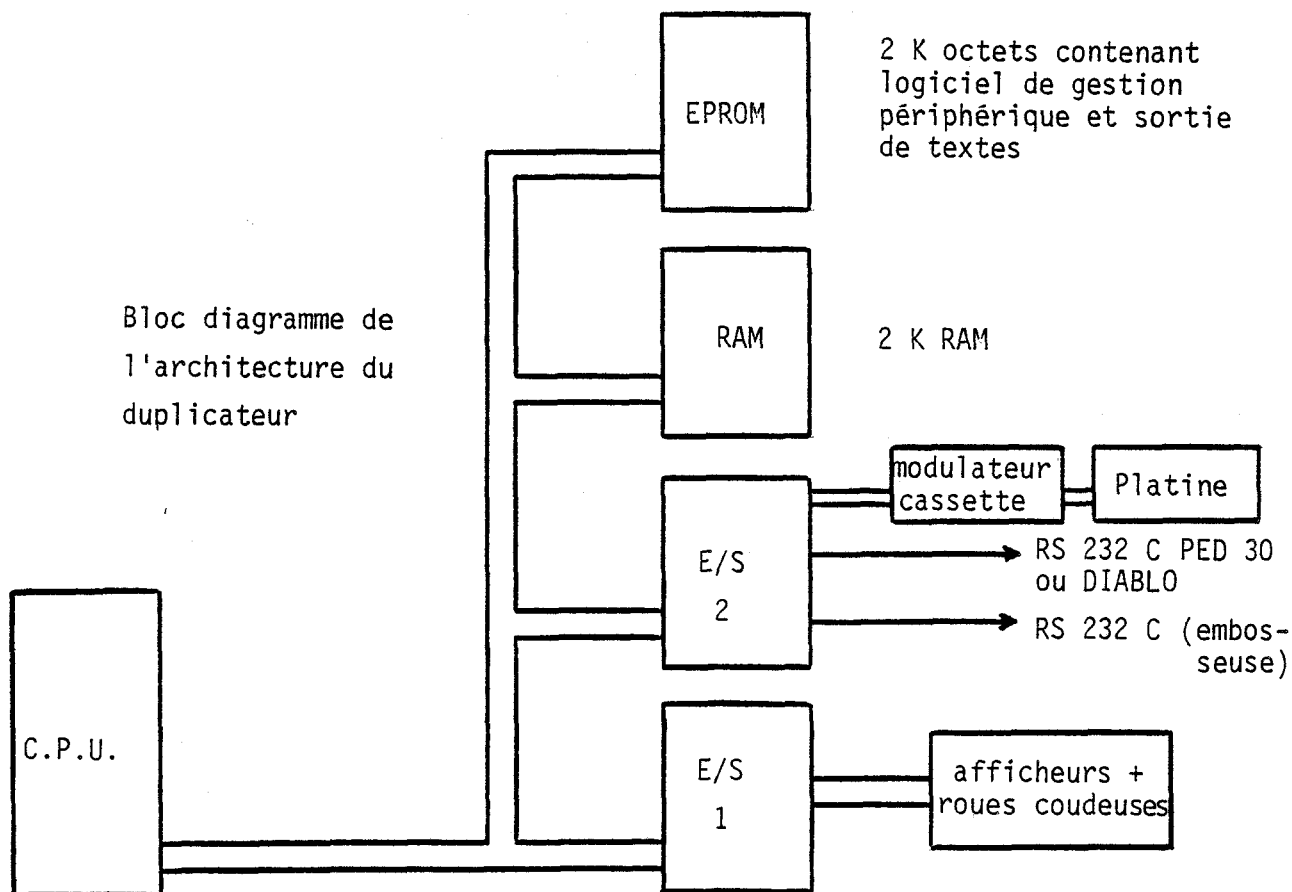 EPROM
2 K octets contenant
logiciel de gestion
périphérique et sortie
de textes
Bloc diagramme de
l'architecture du
duplicateur
RAM
2 K RAM
modulateur
cassette
Platine
E/S
2
RS 232 C PED 30
ou DIABLO
RS 232 C (embos-
seuse)
C.P.U.
E/S
1
afficheurs +
roues coudeuses